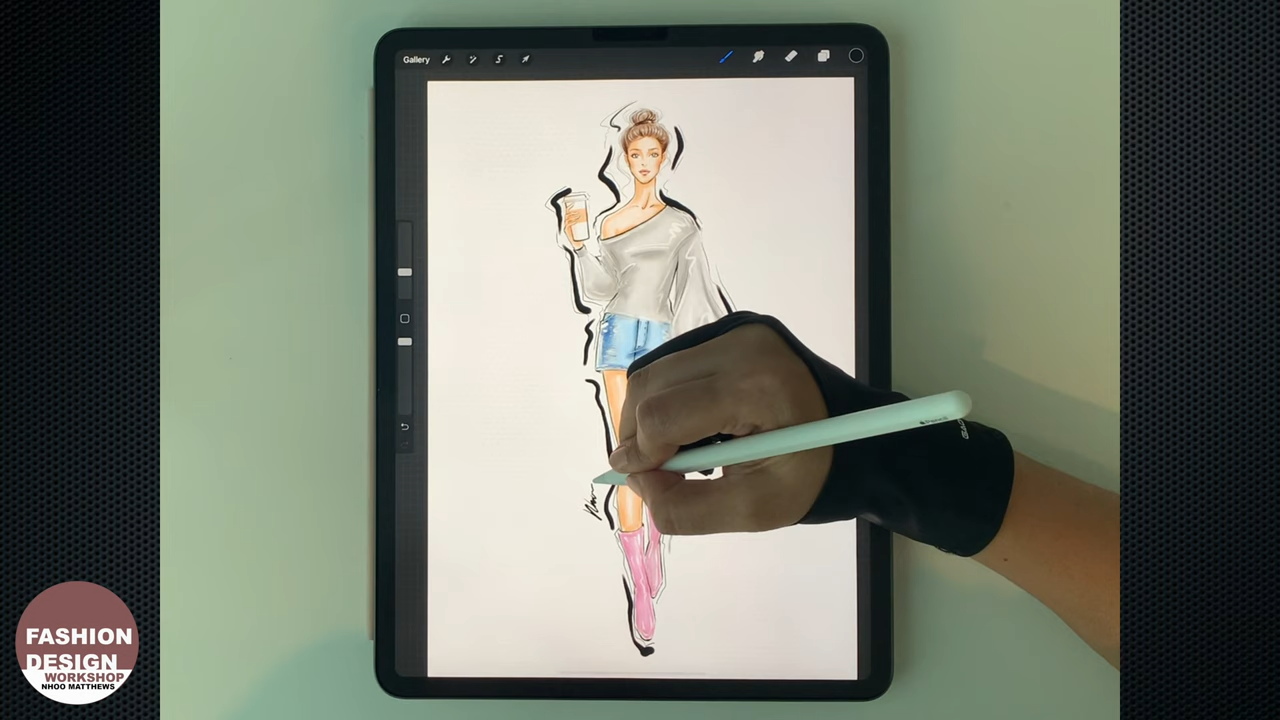 Gallery
FASHION
DESIGN
WORKSHOP
NHOO MATTHEWS